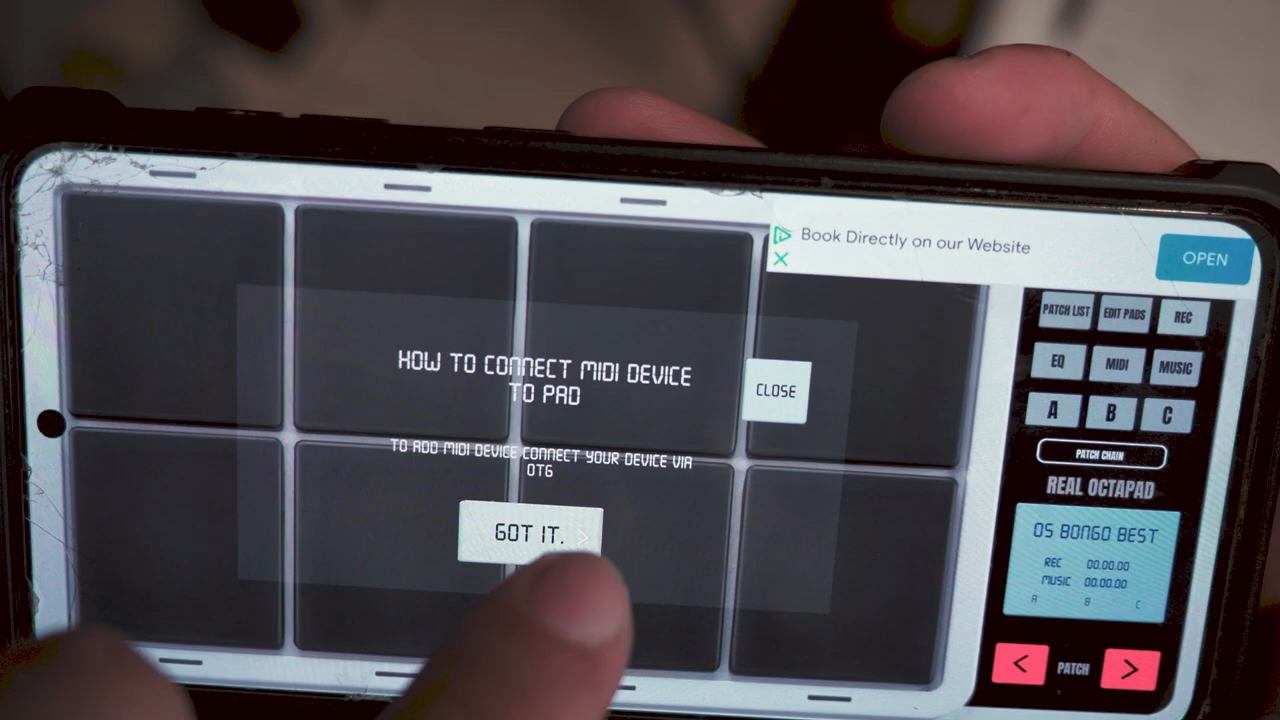 Book Directly on our Website
OPEN
HOW TO CONNECT MIDI DEVICE
TO PAD
CLOSE
TO ADD MIDI DEVICE CONNECT YOUR DEVICE VIA
OTG
GOT IT.
PATCH LIST
EDIT PADS
REC
EQ
MIDI
MUSIC
A
B
C
PATCH CHAIN
REAL OCTAPAD
05 BONGO BEST
REC 00.00.00
MUSIC 00.00.00
A B C
< PATCH >